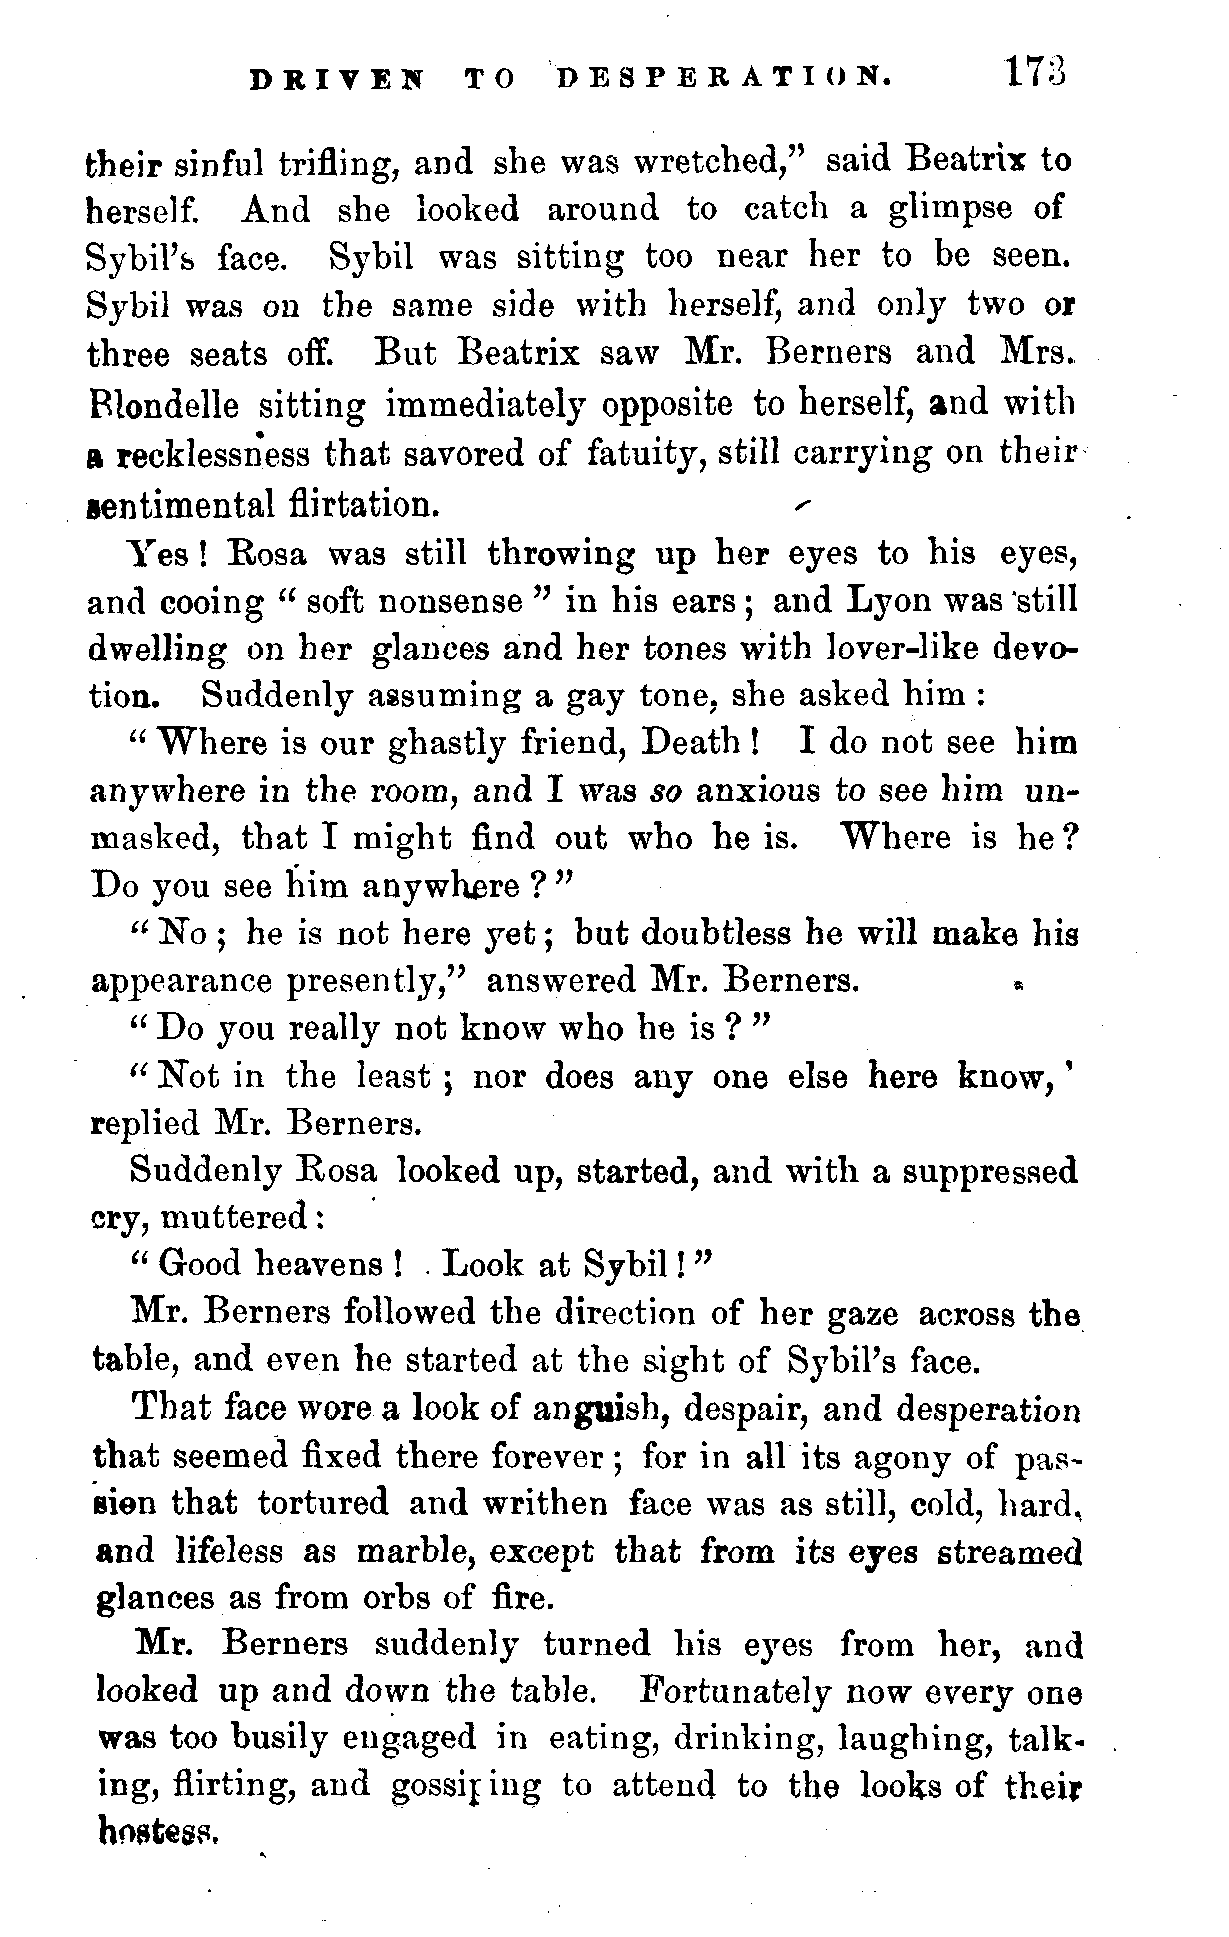 DRIVEN TO DESPERATION. 173
their sinful trifling, and she was wretched,” said Beatrix to
herself. And she looked around to catch a glimpse of
Sybil’s face. Sybil was sitting too near her to be seen.
Sybil was on the same side with herself, and only two or
three seats off. But Beatrix saw Mr. Berners and Mrs.
Blondelle sitting immediately opposite to herself, and with
a recklessness that savored of fatuity, still carrying on their
sentimental flirtation.
Yes! Rosa was still throwing up her eyes to his eyes,
and cooing “soft nonsense” in his ears; and Lyon was still
dwelling on her glances and her tones with lover-like devo-
tion. Suddenly assuming a gay tone, she asked him:
“Where is our ghastly friend, Death! I do not see him
anywhere in the room, and I was so anxious to see him un-
masked, that I might find out who he is. Where is he?
Do you see him anywhere?”
“No; he is not here yet; but doubtless he will make his
appearance presently,” answered Mr. Berners.
“Do you really not know who he is?”
“Not in the least; nor does any one else here know,’
replied Mr. Berners.
Suddenly Rosa looked up, started, and with a suppressed
cry, muttered:
“Good heavens! Look at Sybil!”
Mr. Berners followed the direction of her gaze across the
table, and even he started at the sight of Sybil’s face.
That face wore a look of anguish, despair, and desperation
that seemed fixed there forever; for in all its agony of pas-
sion that tortured and writhen face was as still, cold, hard,
and lifeless as marble, except that from its eyes streamed
glances as from orbs of fire.
Mr. Berners suddenly turned his eyes from her, and
looked up and down the table. Fortunately now every one
was too busily engaged in eating, drinking, laughing, talk-
ing, flirting, and gossiping to attend to the looks of their
hostess.